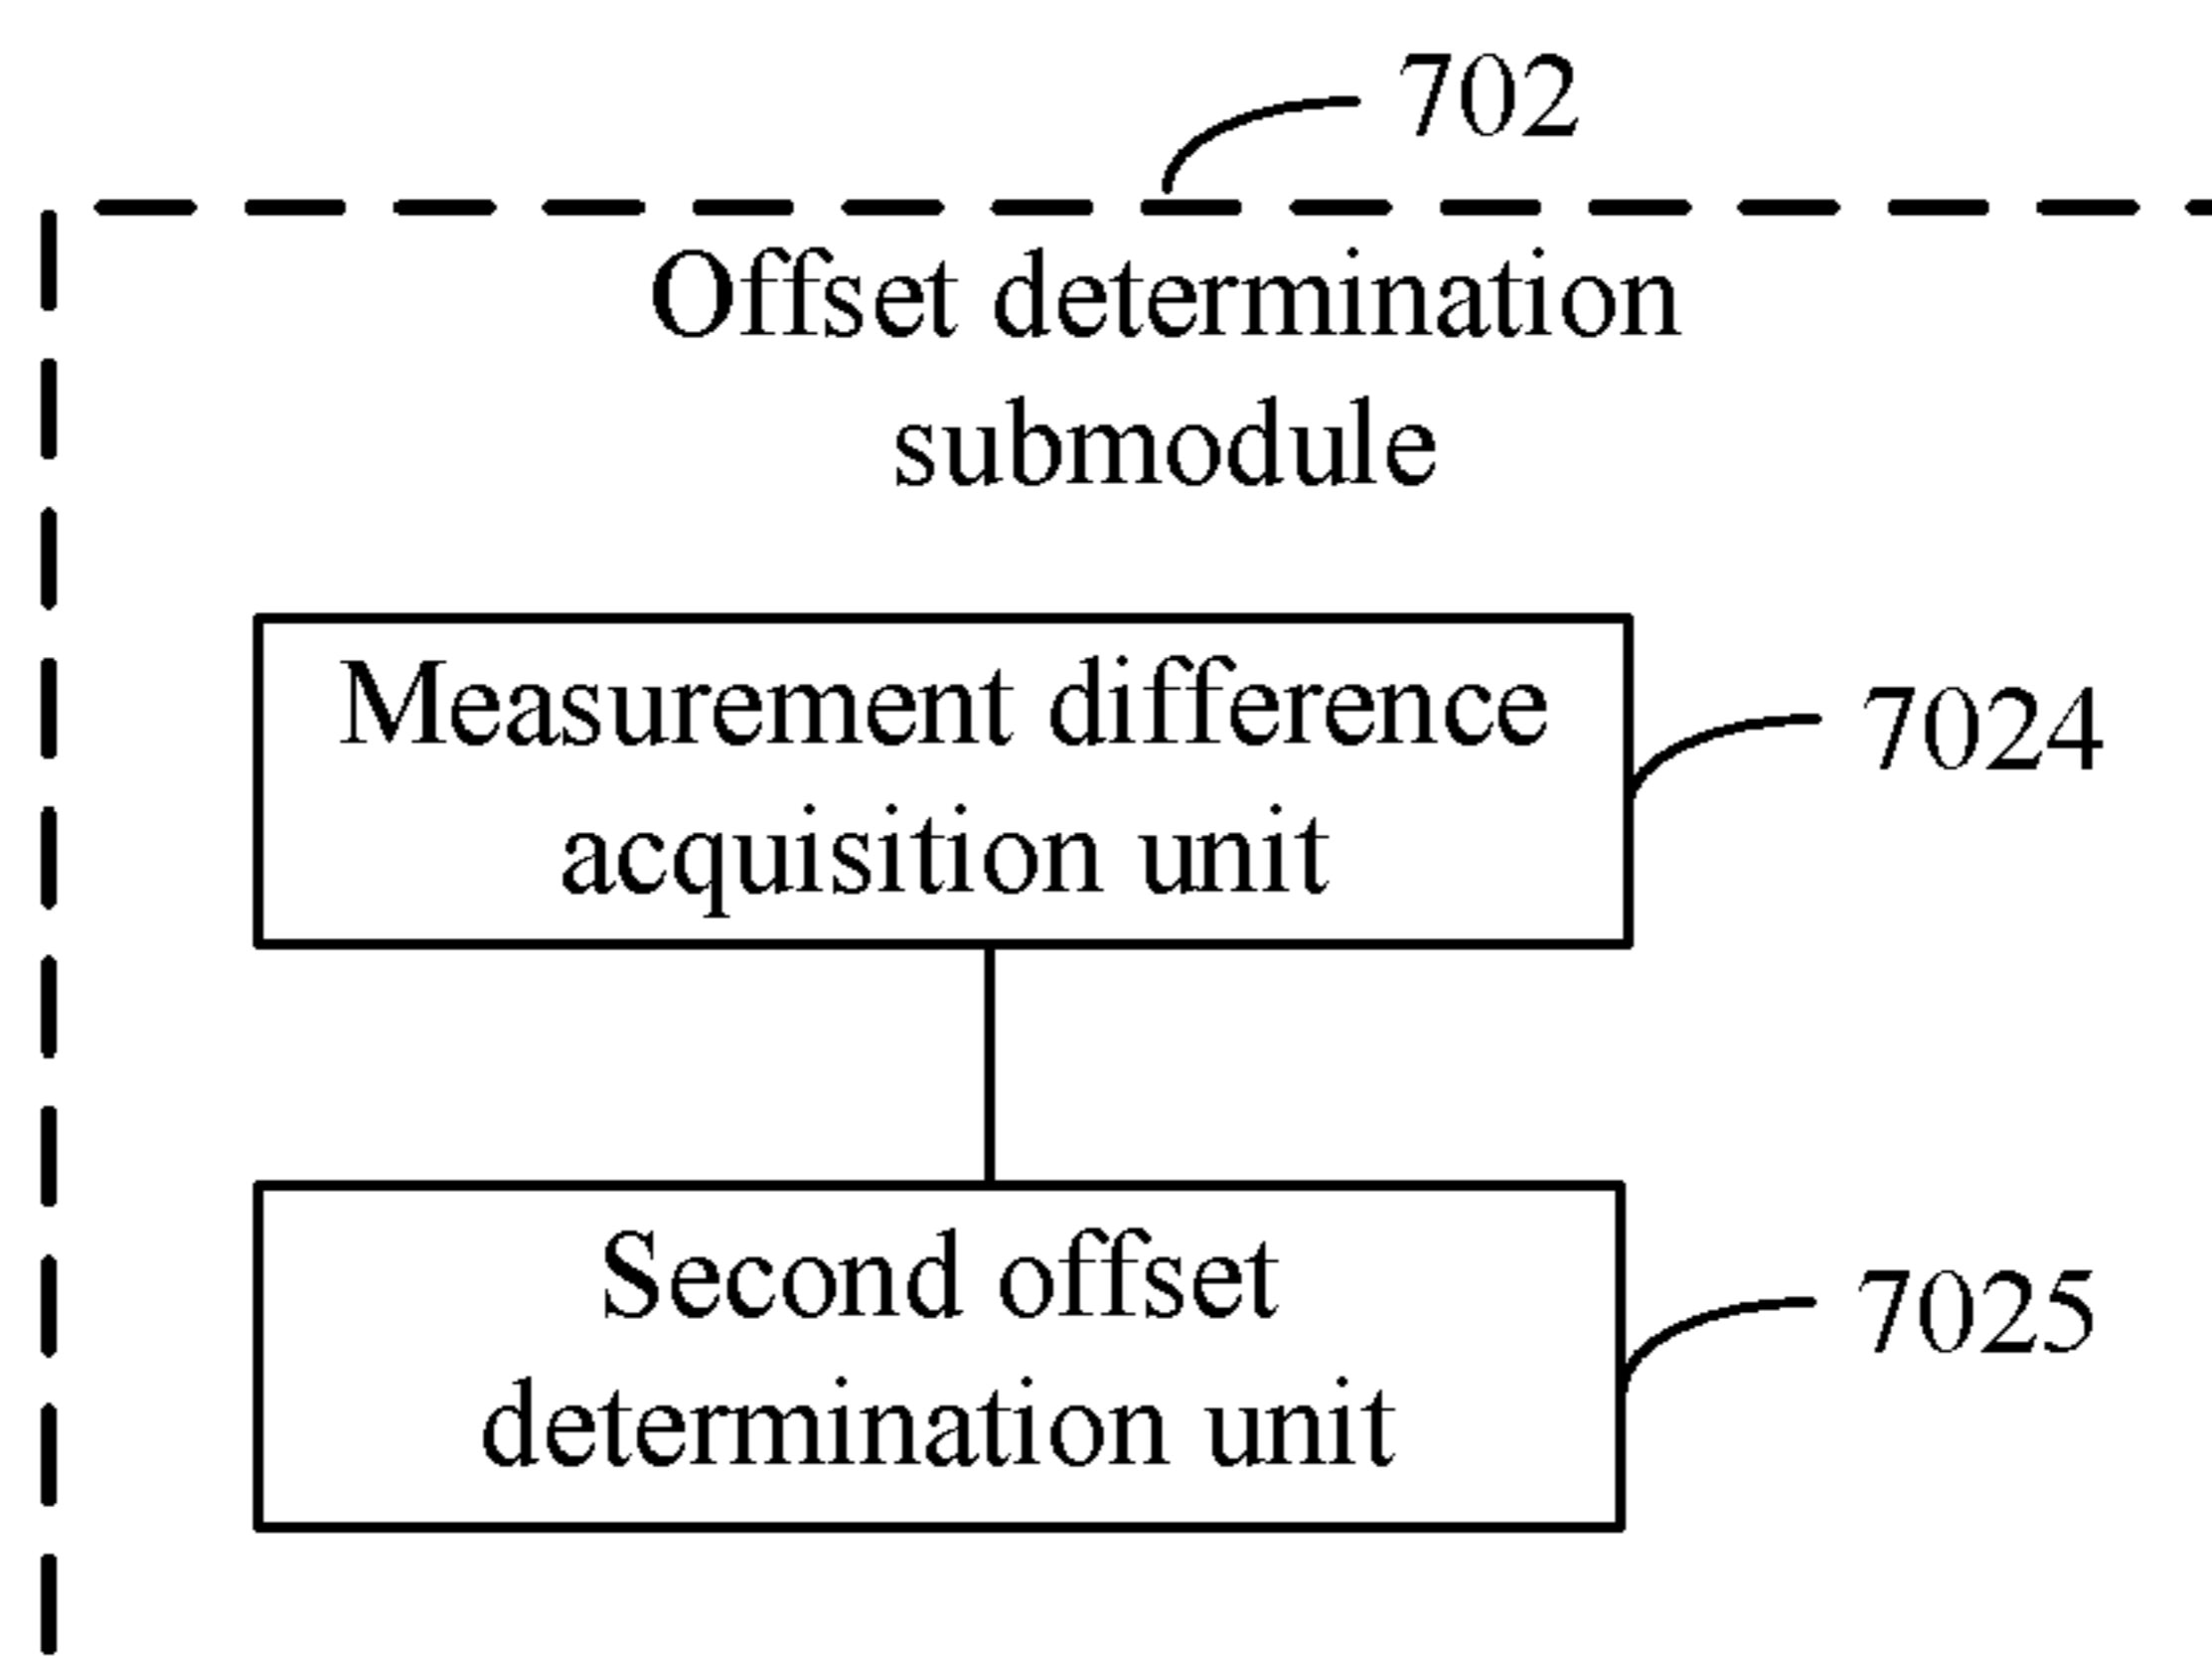 702
Offset determination
submodule
Measurement difference
acquisition unit
7024
Second offset
determination unit
7025